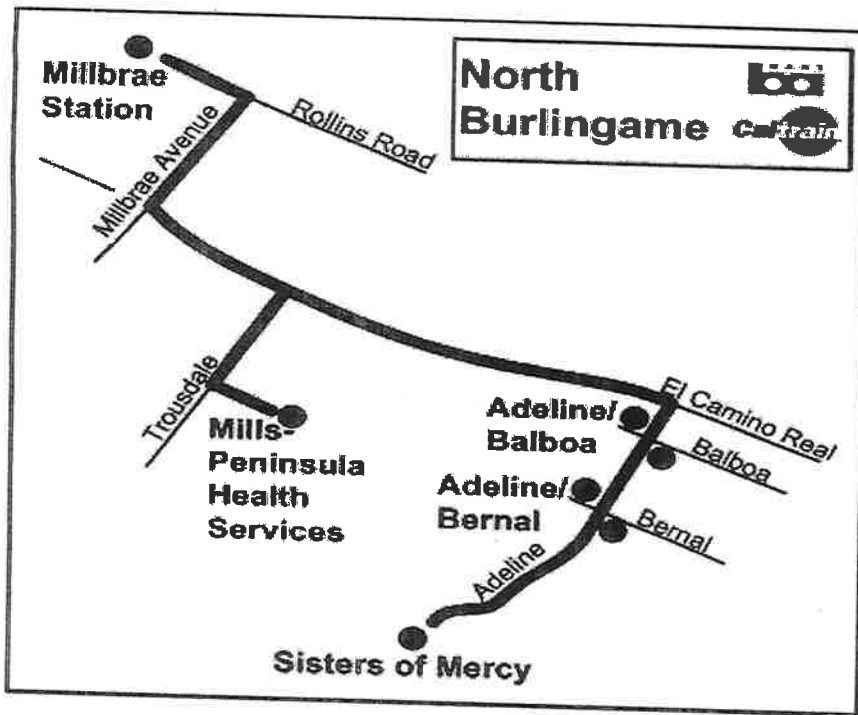 Millbrae
Station
North
Burlingame
ba
Caltrain
Rollins Road
Millbrae Avenue
Trousdale
Mills-
Peninsula
Health
Services
El Camino Real
Adeline/
Balboa
Balboa
Adeline/
Bernal
Bernal
Adeline
Sisters of Mercy